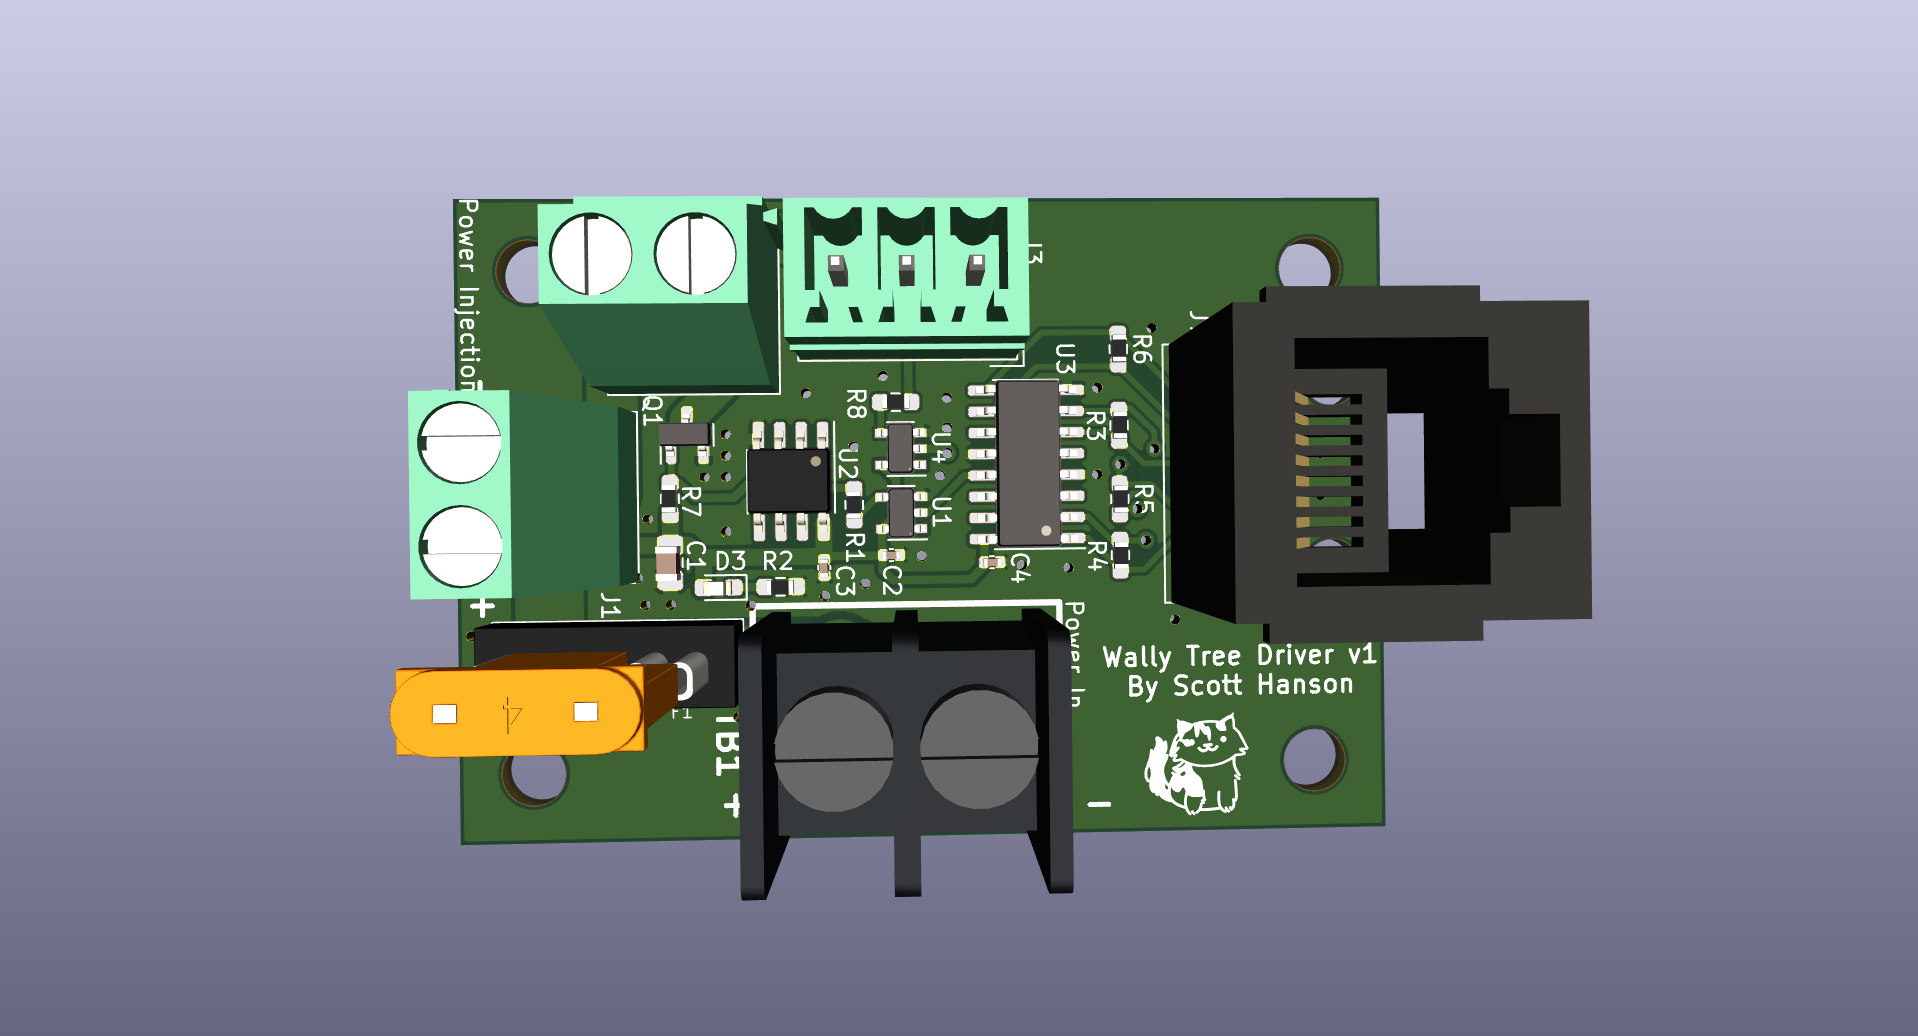 Power Injection
-
+
J3
U3
R6
R8
Q1
R3
U4
U2
R7
R5
U1
R1
C1
D3
R2
C3
C2
C4
R4
J1
Power In
Wally Tree Driver v1
By Scott Hanson
F1
TB1
+
-
4